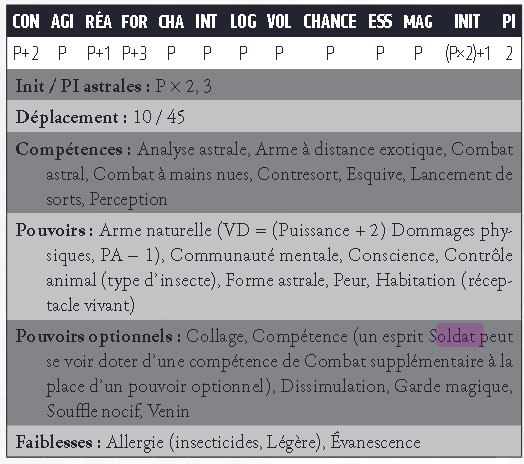 CON AGI RÉA FOR CHA INT LOG VOL CHANCE ESS MAG INIT PI
P+2 P P+1 P+3 P P P P P P P (P×2)+1 2
Init / PI astrales : P × 2, 3
Déplacement : 10 / 45
Compétences : Analyse astrale, Arme à distance exotique, Combat
astral, Combat à mains nues, Contresort, Esquive, Lancement de
sorts, Perception
Pouvoirs : Arme naturelle (VD = (Puissance + 2) Dommages phy-
siques, PA – 1), Communauté mentale, Conscience, Contrôle
animal (type d'insecte), Forme astrale, Peur, Habitation (récep-
tacle vivant)
Pouvoirs optionnels : Collage, Compétence (un esprit Soldat peut
se voir doter d'une compétence de Combat supplémentaire à la
place d'un pouvoir optionnel), Dissimulation, Garde magique,
Souffle nocif, Venin
Faiblesses : Allergie (insecticides, Légère), Évanescence